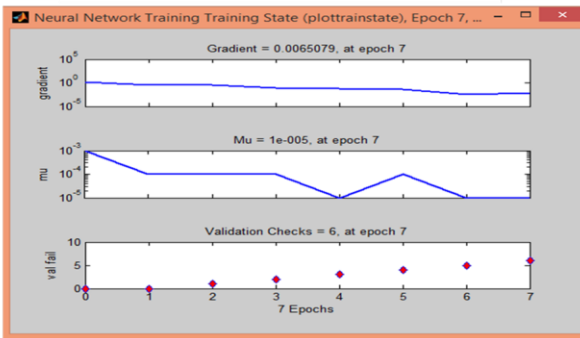 Neural Network Training Training State (plottrainstate), Epoch 7, ...
Gradient = 0.0065079, at epoch 7
10^5
10^0
10^-5
gradient
Mu = 1e-005, at epoch 7
10^-3
10^-4
10^-5
mu
Validation Checks = 6, at epoch 7
10
5
0
val fail
0 1 2 3 4 5 6 7
7 Epochs